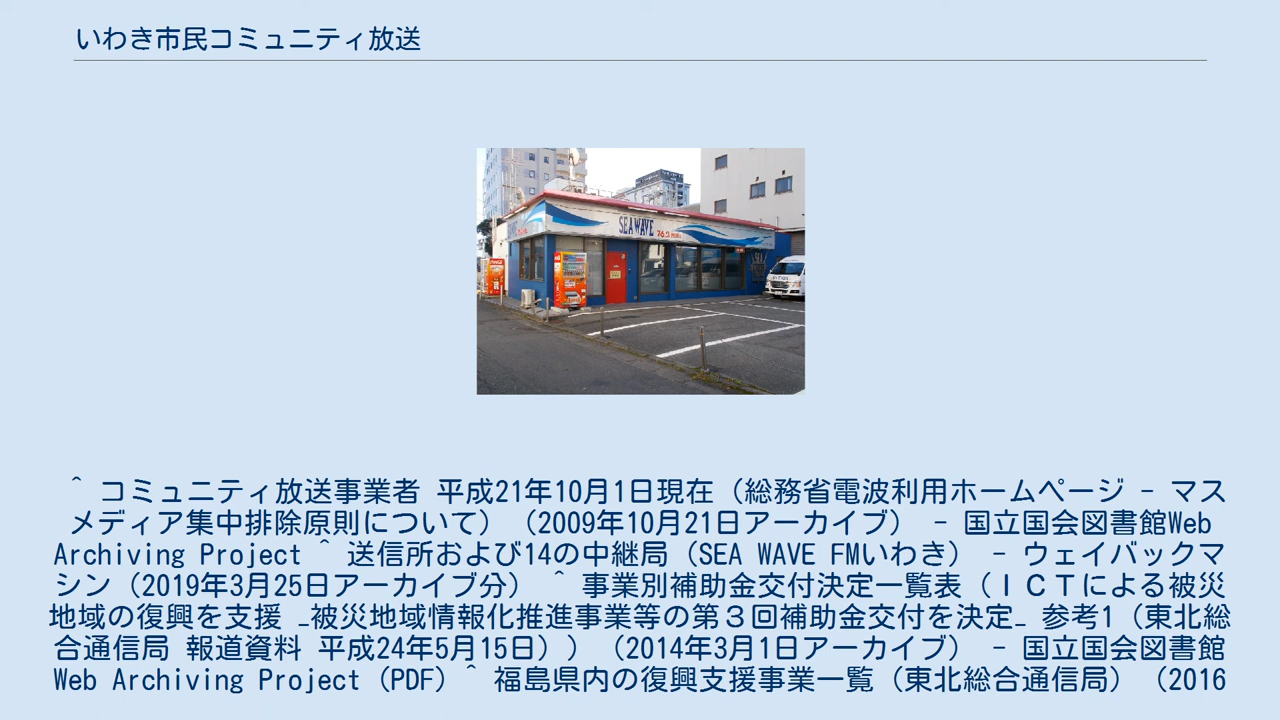 いわき市民コミュニティ放送
SEA WAVE
76.2
^ コミュニティ放送事業者 平成21年10月1日現在（総務省電波利用ホームページ - マス
メディア集中排除原則について）（2009年10月21日アーカイブ） - 国立国会図書館Web
Archiving Project ^ 送信所および14の中継局（SEA WAVE FMいわき） - ウェイバックマ
シン（2019年3月25日アーカイブ分） ^ 事業別補助金交付決定一覧表（ＩＣＴによる被災
地域の復興を支援 _被災地域情報化推進事業等の第３回補助金交付を決定_ 参考1（東北総
合通信局 報道資料 平成24年5月15日））（2014年3月1日アーカイブ） - 国立国会図書館
Web Archiving Project（PDF）^ 福島県内の復興支援事業一覧（東北総合通信局）（2016